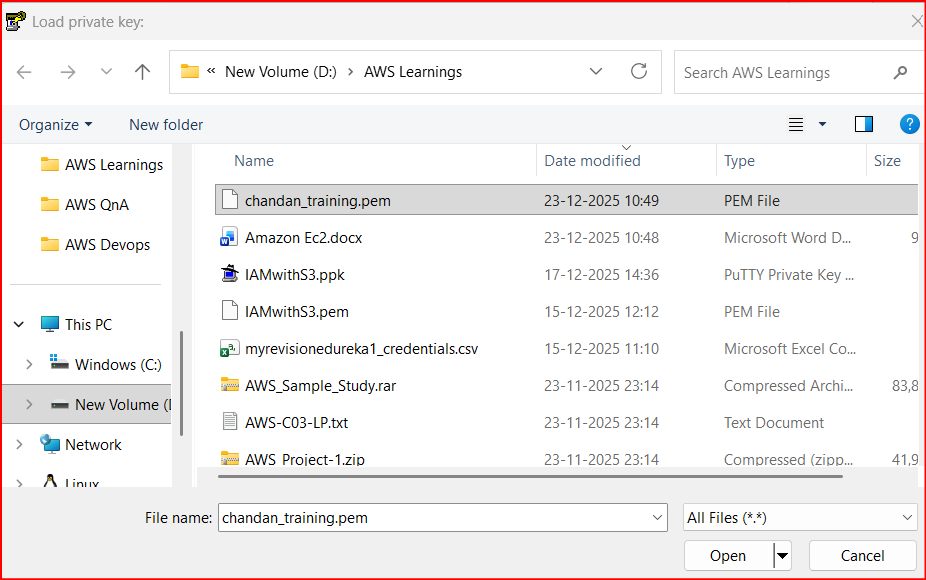 Load private key:
« New Volume (D:) › AWS Learnings
Search AWS Learnings
Organize
New folder
Name
Date modified
Type
Size
AWS Learnings
AWS QnA
AWS Devops
This PC
Windows (C:)
New Volume (
Network
Linux
chandan_training.pem 23-12-2025 10:49 PEM File
Amazon Ec2.docx 23-12-2025 10:48 Microsoft Word D... 9
IAMwithS3.ppk 17-12-2025 14:36 PuTTY Private Key ...
IAMwithS3.pem 15-12-2025 12:12 PEM File
myrevisionedureka1_credentials.csv 15-12-2025 11:10 Microsoft Excel Co...
AWS_Sample_Study.rar 23-11-2025 23:14 Compressed Archi... 83,8
AWS-C03-LP.txt 23-11-2025 23:14 Text Document
AWS_Project-1.zip 23-11-2025 23:14 Compressed (zipp... 41,9
File name: chandan_training.pem
All Files (*.*)
Open
Cancel